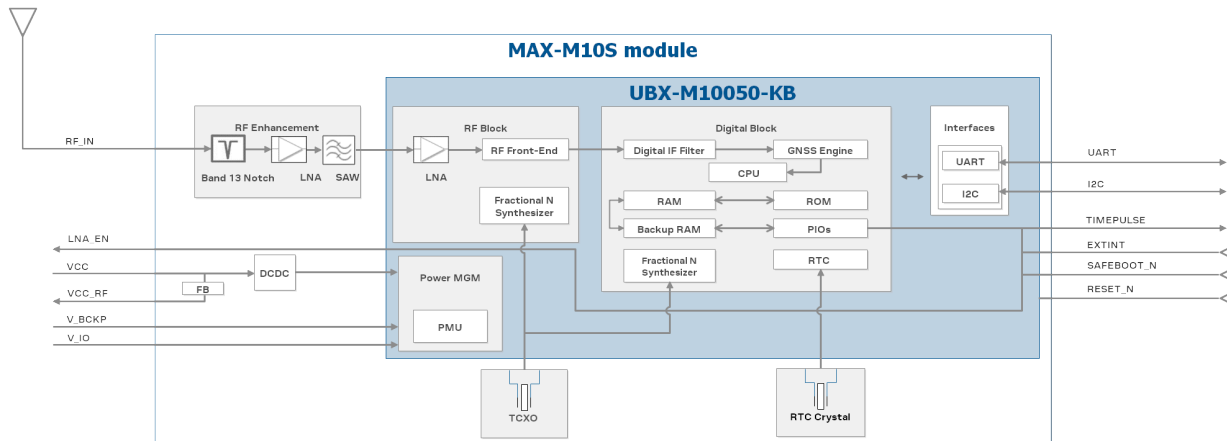 MAX-M10S module
UBX-M10050-KB
RF Enhancement
RF Block
Digital Block
Interfaces
RF_IN
Band 13 Notch
LNA
SAW
LNA
RF Front-End
Digital IF Filter
GNSS Engine
CPU
UART
I2C
UART
I2C
Fractional N
Synthesizer
RAM
ROM
Backup RAM
PIOs
TIMEPULSE
LNA_EN
EXTINT
VCC
DCDC
Power MGM
Fractional N
Synthesizer
RTC
SAFEBOOT_N
FB
VCC_RF
RESET_N
V_BCKP
PMU
V_IO
TCXO
RTC Crystal